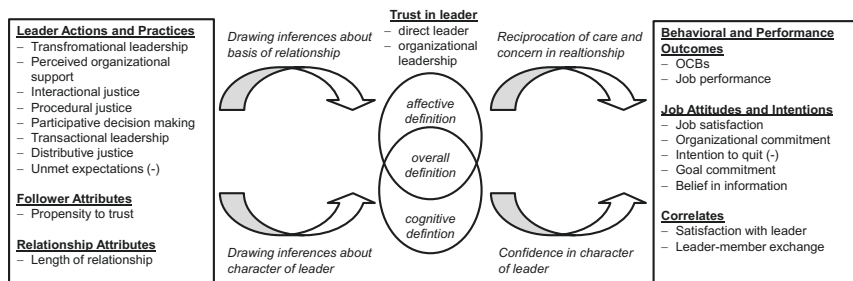 Leader Actions and Practices
– Transfromational leadership
– Perceived organizational
support
– Interactional justice
– Procedural justice
– Participative decision making
– Transactional leadership
– Distributive justice
– Unmet expectations (-)
Follower Attributes
– Propensity to trust
Relationship Attributes
– Length of relationship
Drawing inferences about
basis of relationship
Drawing inferences about
character of leader
Trust in leader
– direct leader
– organizational
leadership
affective
definition
overall
definition
cognitive
defintion
Reciprocation of care and
concern in realtionship
Confidence in character
of leader
Behavioral and Performance
Outcomes
– OCBs
– Job performance
Job Attitudes and Intentions
– Job satisfaction
– Organizational commitment
– Intention to quit (-)
– Goal commitment
– Belief in information
Correlates
– Satisfaction with leader
– Leader-member exchange